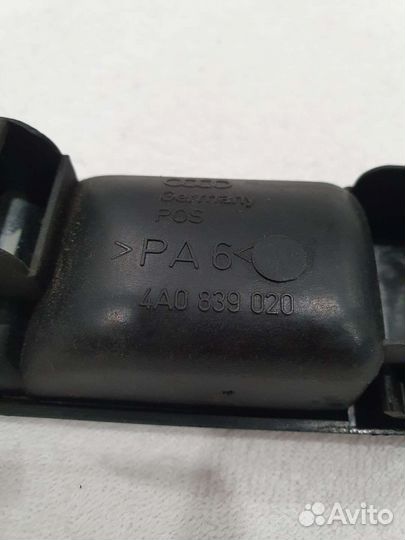 Germany
POS
>PA 6<
4A0 839 020
Avito